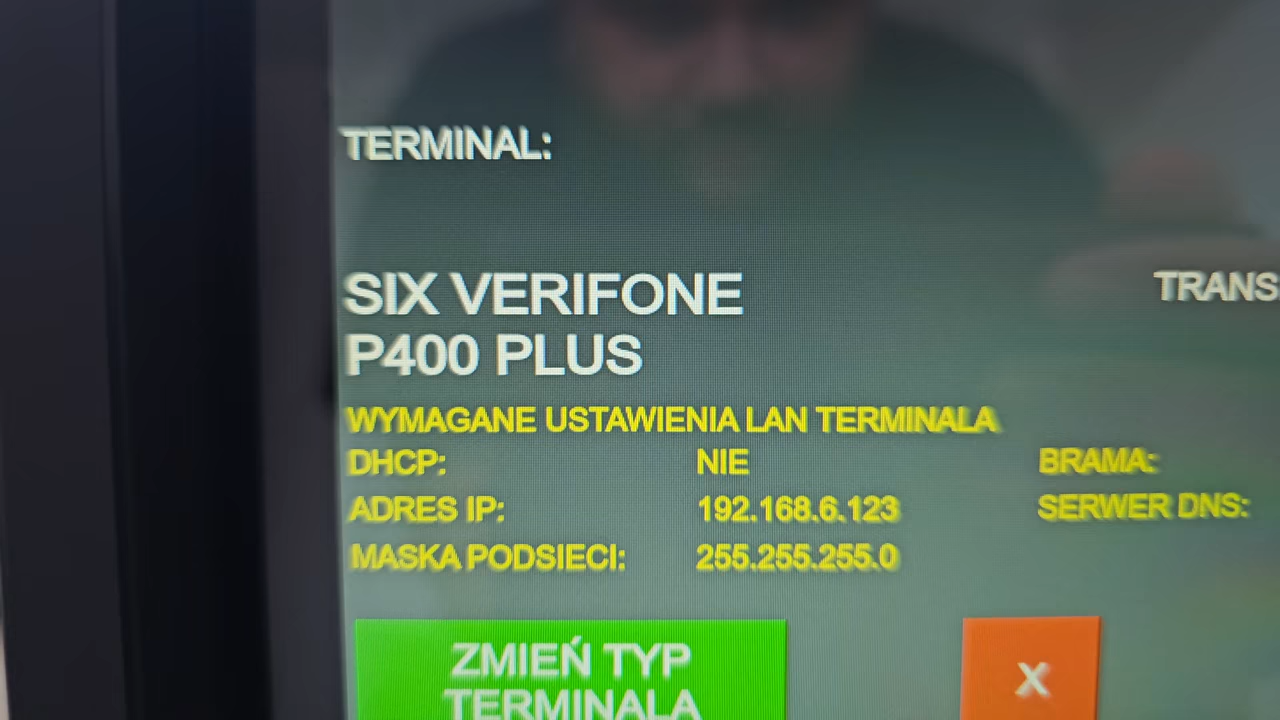 TERMINAL:
SIX VERIFONE
P400 PLUS
TRANS
WYMAGANE USTAWIENIA LAN TERMINALA
DHCP: NIE BRAMA:
ADRES IP: 192.168.6.123 SERWER DNS:
MASKA PODSIECI: 255.255.255.0
ZMIEŃ TYP
TERMINALA
X